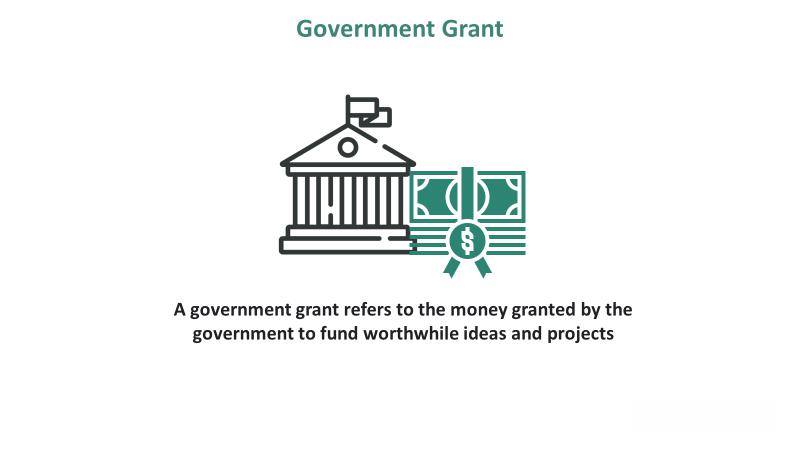 Government Grant
$
A government grant refers to the money granted by the
government to fund worthwhile ideas and projects